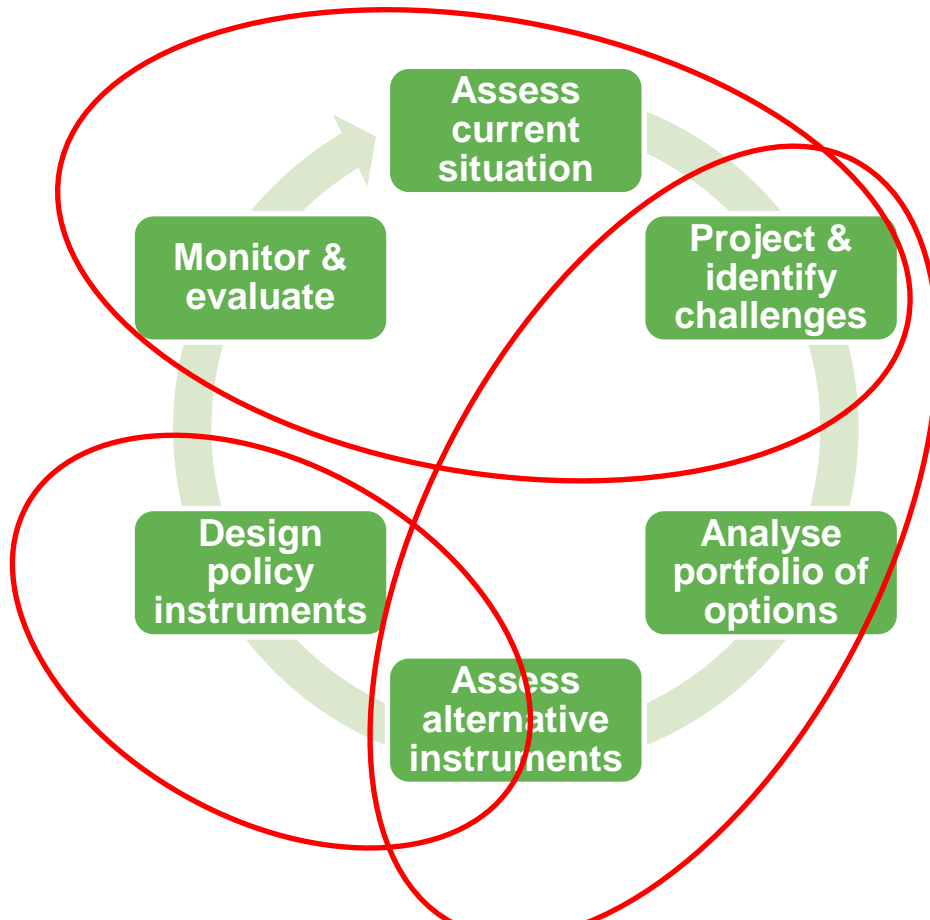 Assess
current
situation
Project &
identify
challenges
Analyse
portfolio of
options
Assess
alternative
instruments
Design
policy
instruments
Monitor &
evaluate